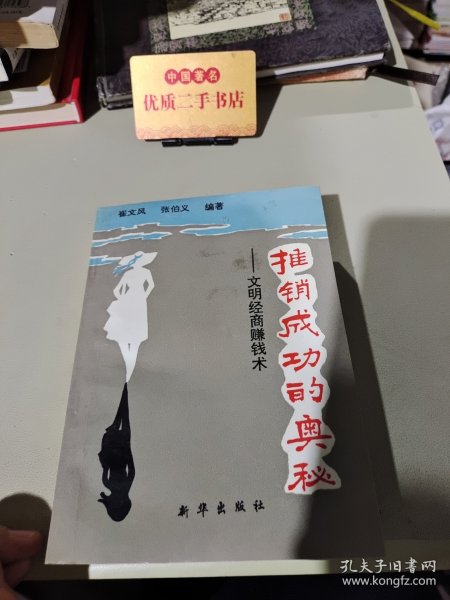 中国著名
优质二手书店
崔文凤 张伯义 编著
推销成功的奥秘
——文明经商赚钱术
新华出版社
孔夫子旧书网
www.kongfz.com